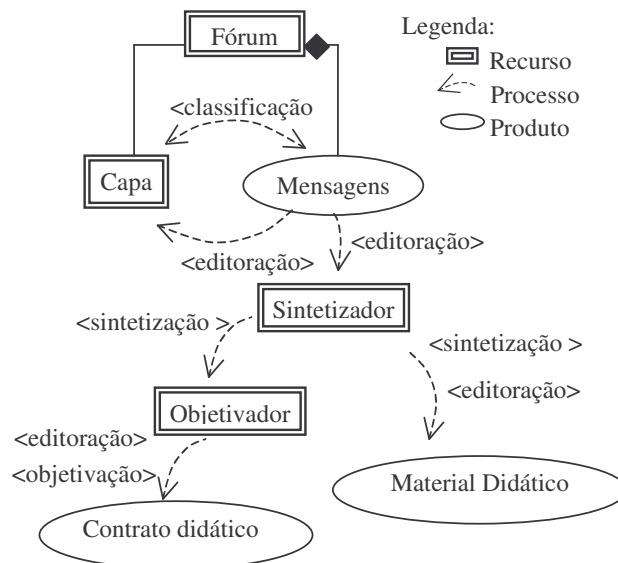 Fórum
Legenda:
Recurso
Processo
Produto
<classificação
Capa
Mensagens
<editoração>
<editoração>
Sintetizador
<sintetização >
<sintetização >
<editoração>
Objetivador
<editoração>
<objetivação>
Material Didático
Contrato didático